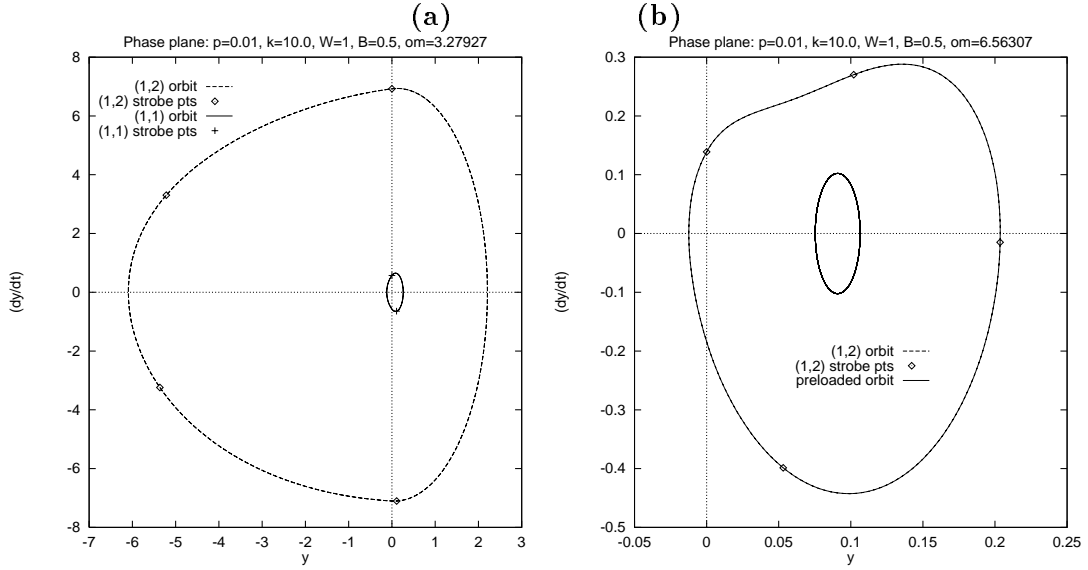 (a)
Phase plane: p=0.01, k=10.0, W=1, B=0.5, om=3.27927
8
6
4
2
0
-2
-4
-6
-8
(dy/dt)
(1,2) orbit
(1,2) strobe pts
(1,1) orbit
(1,1) strobe pts
-7 -6 -5 -4 -3 -2 -1 0 1 2 3
y
(b)
Phase plane: p=0.01, k=10.0, W=1, B=0.5, om=6.56307
0.3
0.2
0.1
0
-0.1
-0.2
-0.3
-0.4
-0.5
(dy/dt)
(1,2) orbit
(1,2) strobe pts
preloaded orbit
-0.05 0 0.05 0.1 0.15 0.2 0.25
y